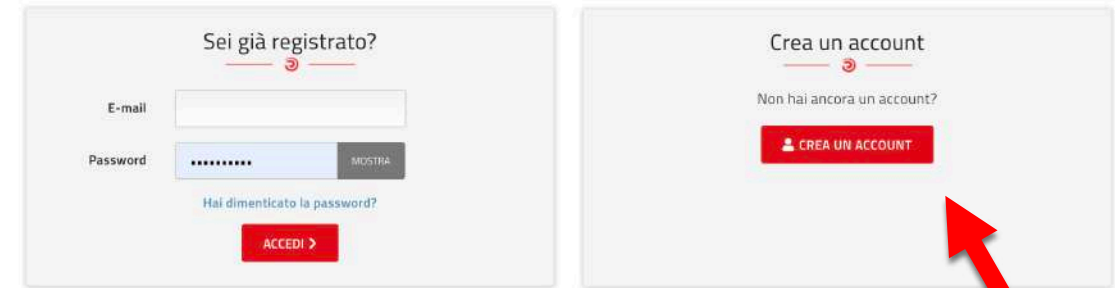 Sei già registrato?
E-mail
Password
MOSTRA
Hai dimenticato la password?
ACCEDI
Crea un account
Non hai ancora un account?
CREA UN ACCOUNT